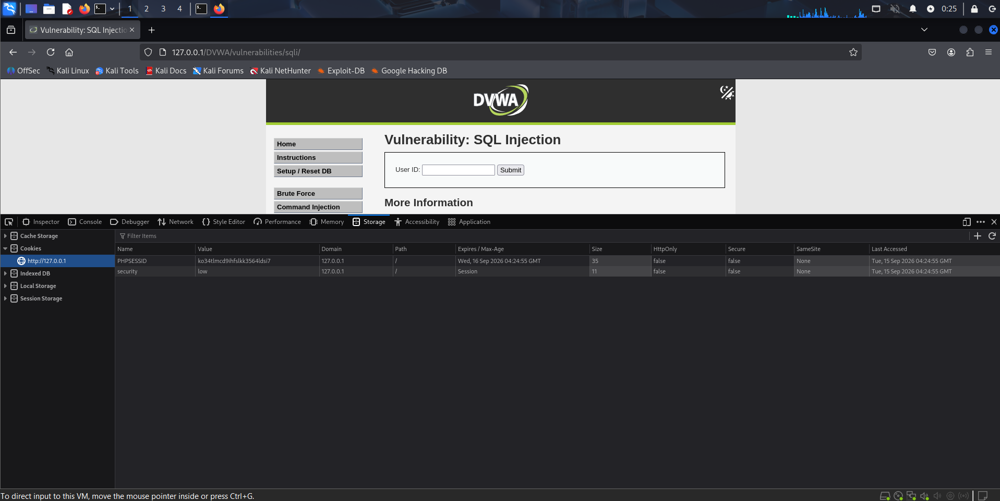 1 2 3 4 0:25
Vulnerability: SQL Injectio
127.0.0.1/DVWA/vulnerabilities/sqli/
OffSec Kali Linux Kali Tools Kali Docs Kali Forums Kali NetHunter Exploit-DB Google Hacking DB
DVWA
Home
Instructions
Setup / Reset DB
Brute Force
Command Injection
Vulnerability: SQL Injection
User ID: Submit
More Information
Inspector Console Debugger Network Style Editor Performance Memory Storage Accessibility Application
Cache Storage
Cookies
http://127.0.0.1
Indexed DB
Local Storage
Session Storage
Filter Items
Name Value Domain Path Expires / Max-Age Size HttpOnly Secure SameSite Last Accessed
PHPSESSID ko34tlmcd9ihfslkk3564ldsi7 127.0.0.1 / Wed, 16 Sep 2026 04:24:55 GMT 35 false false None Tue, 15 Sep 2026 04:24:55 GMT
security low 127.0.0.1 / Session 11 false false None Tue, 15 Sep 2026 04:24:55 GMT
To direct input to this VM, move the mouse pointer inside or press Ctrl+G.